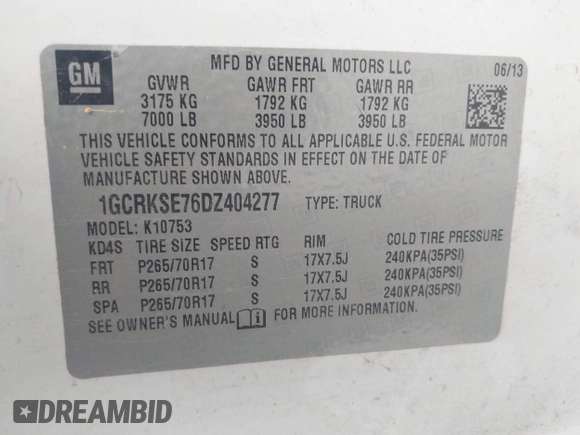 GM
MFD BY GENERAL MOTORS LLC 06/13
GVWR GAWR FRT GAWR RR
3175 KG 1792 KG 1792 KG
7000 LB 3950 LB 3950 LB
THIS VEHICLE CONFORMS TO ALL APPLICABLE U.S. FEDERAL MOTOR
VEHICLE SAFETY STANDARDS IN EFFECT ON THE DATE OF
MANUFACTURE SHOWN ABOVE.
1GCRKSE76DZ404277 TYPE: TRUCK
MODEL: K10753
KD4S TIRE SIZE SPEED RTG RIM COLD TIRE PRESSURE
FRT P265/70R17 S 17X7.5J 240KPA(35PSI)
RR P265/70R17 S 17X7.5J 240KPA(35PSI)
SPA P265/70R17 S 17X7.5J 240KPA(35PSI)
SEE OWNER'S MANUAL FOR MORE INFORMATION.
DREAMBID